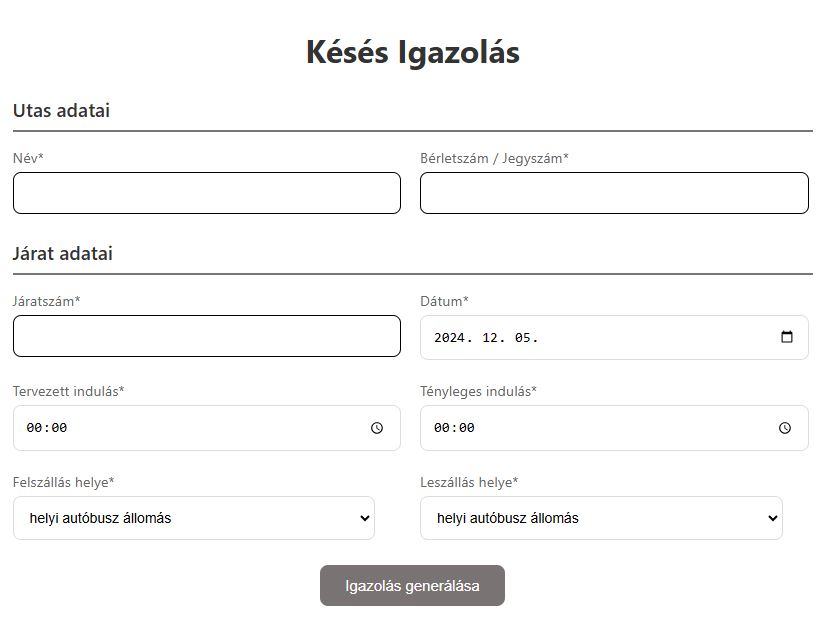 Késés Igazolás
Utas adatai
Név*
Bérletszám / Jegyszám*
Járat adatai
Járatszám*
Dátum*
2024. 12. 05.
Tervezett indulás*
Tényleges indulás*
00:00
00:00
Felszállás helye*
Leszállás helye*
helyi autóbusz állomás
helyi autóbusz állomás
Igazolás generálása